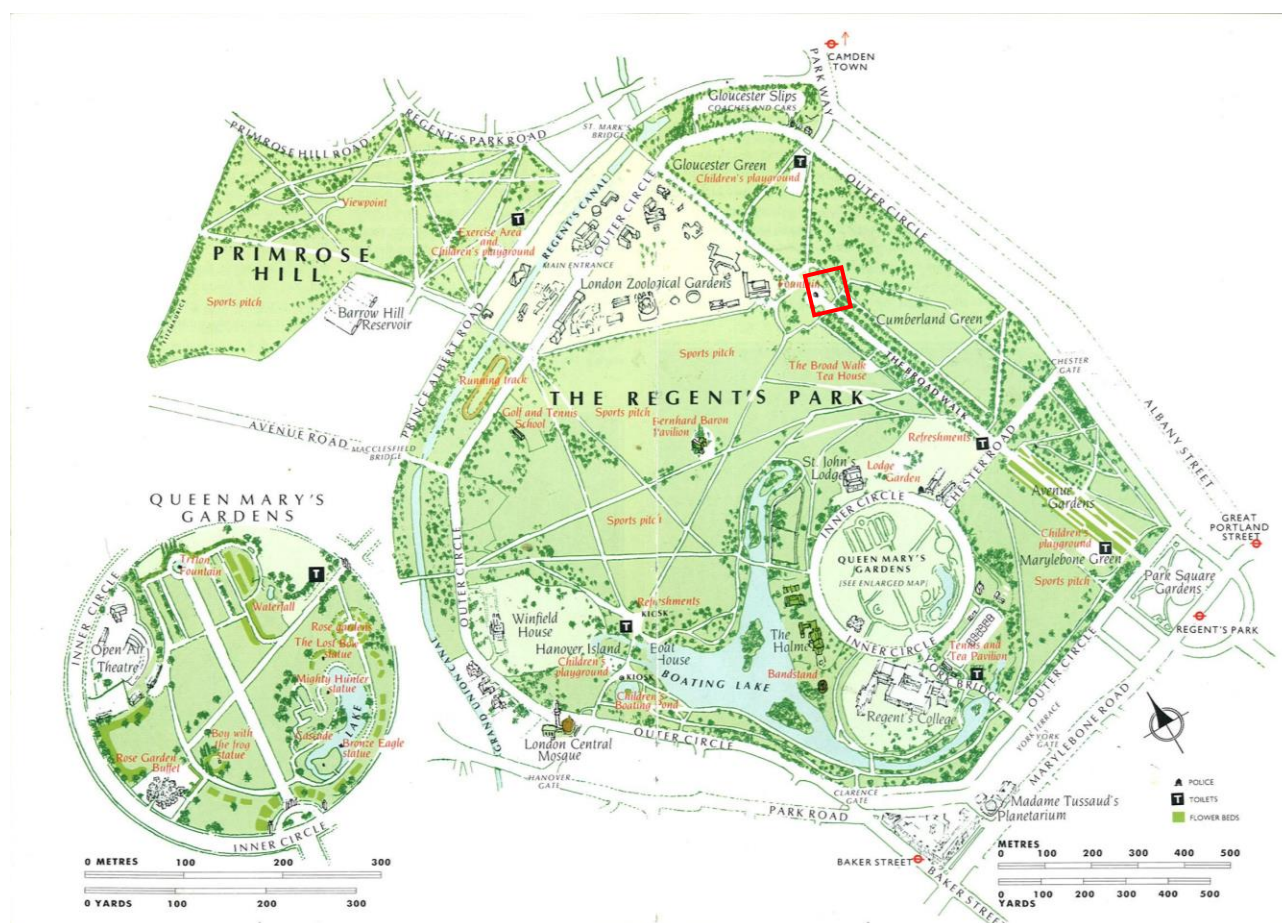 CAMDEN
TOWN
PARKWAY
Gloucester Slips
COACHES AND CARS
ST. MARK'S
BRIDGE
REGENT'S PARK ROAD
PRIMROSE HILL ROAD
Gloucester Green
Children's playground
OUTER CIRCLE
REGENT'S CANAL
OUTER CIRCLE
Viewpoint
T
T
Exercise Area
and
Children's playground
PRIMROSE
HILL
MAIN ENTRANCE
London Zoological Gardens
Fountain
Sports pitch
Barrow Hill
Reservoir
Cumberland Green
PRINCE ALBERT ROAD
Sports pitch
The Broad Walk
Tea House
THE BROAD WALK
CHESTER
GATE
Running track
THE REGENT'S PARK
ALBANY STREET
Golf and Tennis
School
Sports pitch
Bernhard Baron
Pavilion
AVENUE ROAD
MACCLESFIELD
BRIDGE
Refreshments
T
CHESTER ROAD
St. John's
Lodge
Lodge
Garden
INNER CIRCLE
Avenue
Gardens
QUEEN MARY'S
GARDENS
Sports pitch
GREAT
PORTLAND
STREET
Children's
playground
T
Marylebone Green
Sports pitch
QUEEN MARY'S
GARDENS
[SEE ENLARGED MAP]
Park Square
Gardens
REGENT'S PARK
OUTER CIRCLE
Winfield
House
Refreshments
KIOSK
T
Hanover Island
Boat
House
Children's
playground
KIOSK
Children's
Boating Pond
BOATING LAKE
The
Holme
Bandstand
INNER CIRCLE
YORK BRIDGE
Tennis and
Tea Pavilion
T
Regent's College
OUTER CIRCLE
GRAND UNION CANAL
London Central
Mosque
OUTER CIRCLE
HANOVER
GATE
YORK TERRACE
YORK
GATE
MARYLEBONE ROAD
CLARENCE
GATE
PARK ROAD
Madame Tussaud's
Planetarium
BAKER STREET
BAKER STREET
INNER CIRCLE
Triton
Fountain
T
Waterfall
Rose gardens
Open Air
Theatre
The Lost Bow
statue
Mighty Hunter
statue
LAKE
Cascade
Bronze Eagle
statue
Boy with
the frog
statue
Rose Garden
Buffet
INNER CIRCLE
POLICE
T TOILETS
FLOWER BEDS
0 METRES 100 200 300
0 YARDS 100 200 300
METRES
0 100 200 300 400 500
0 100 200 300 400 500
YARDS